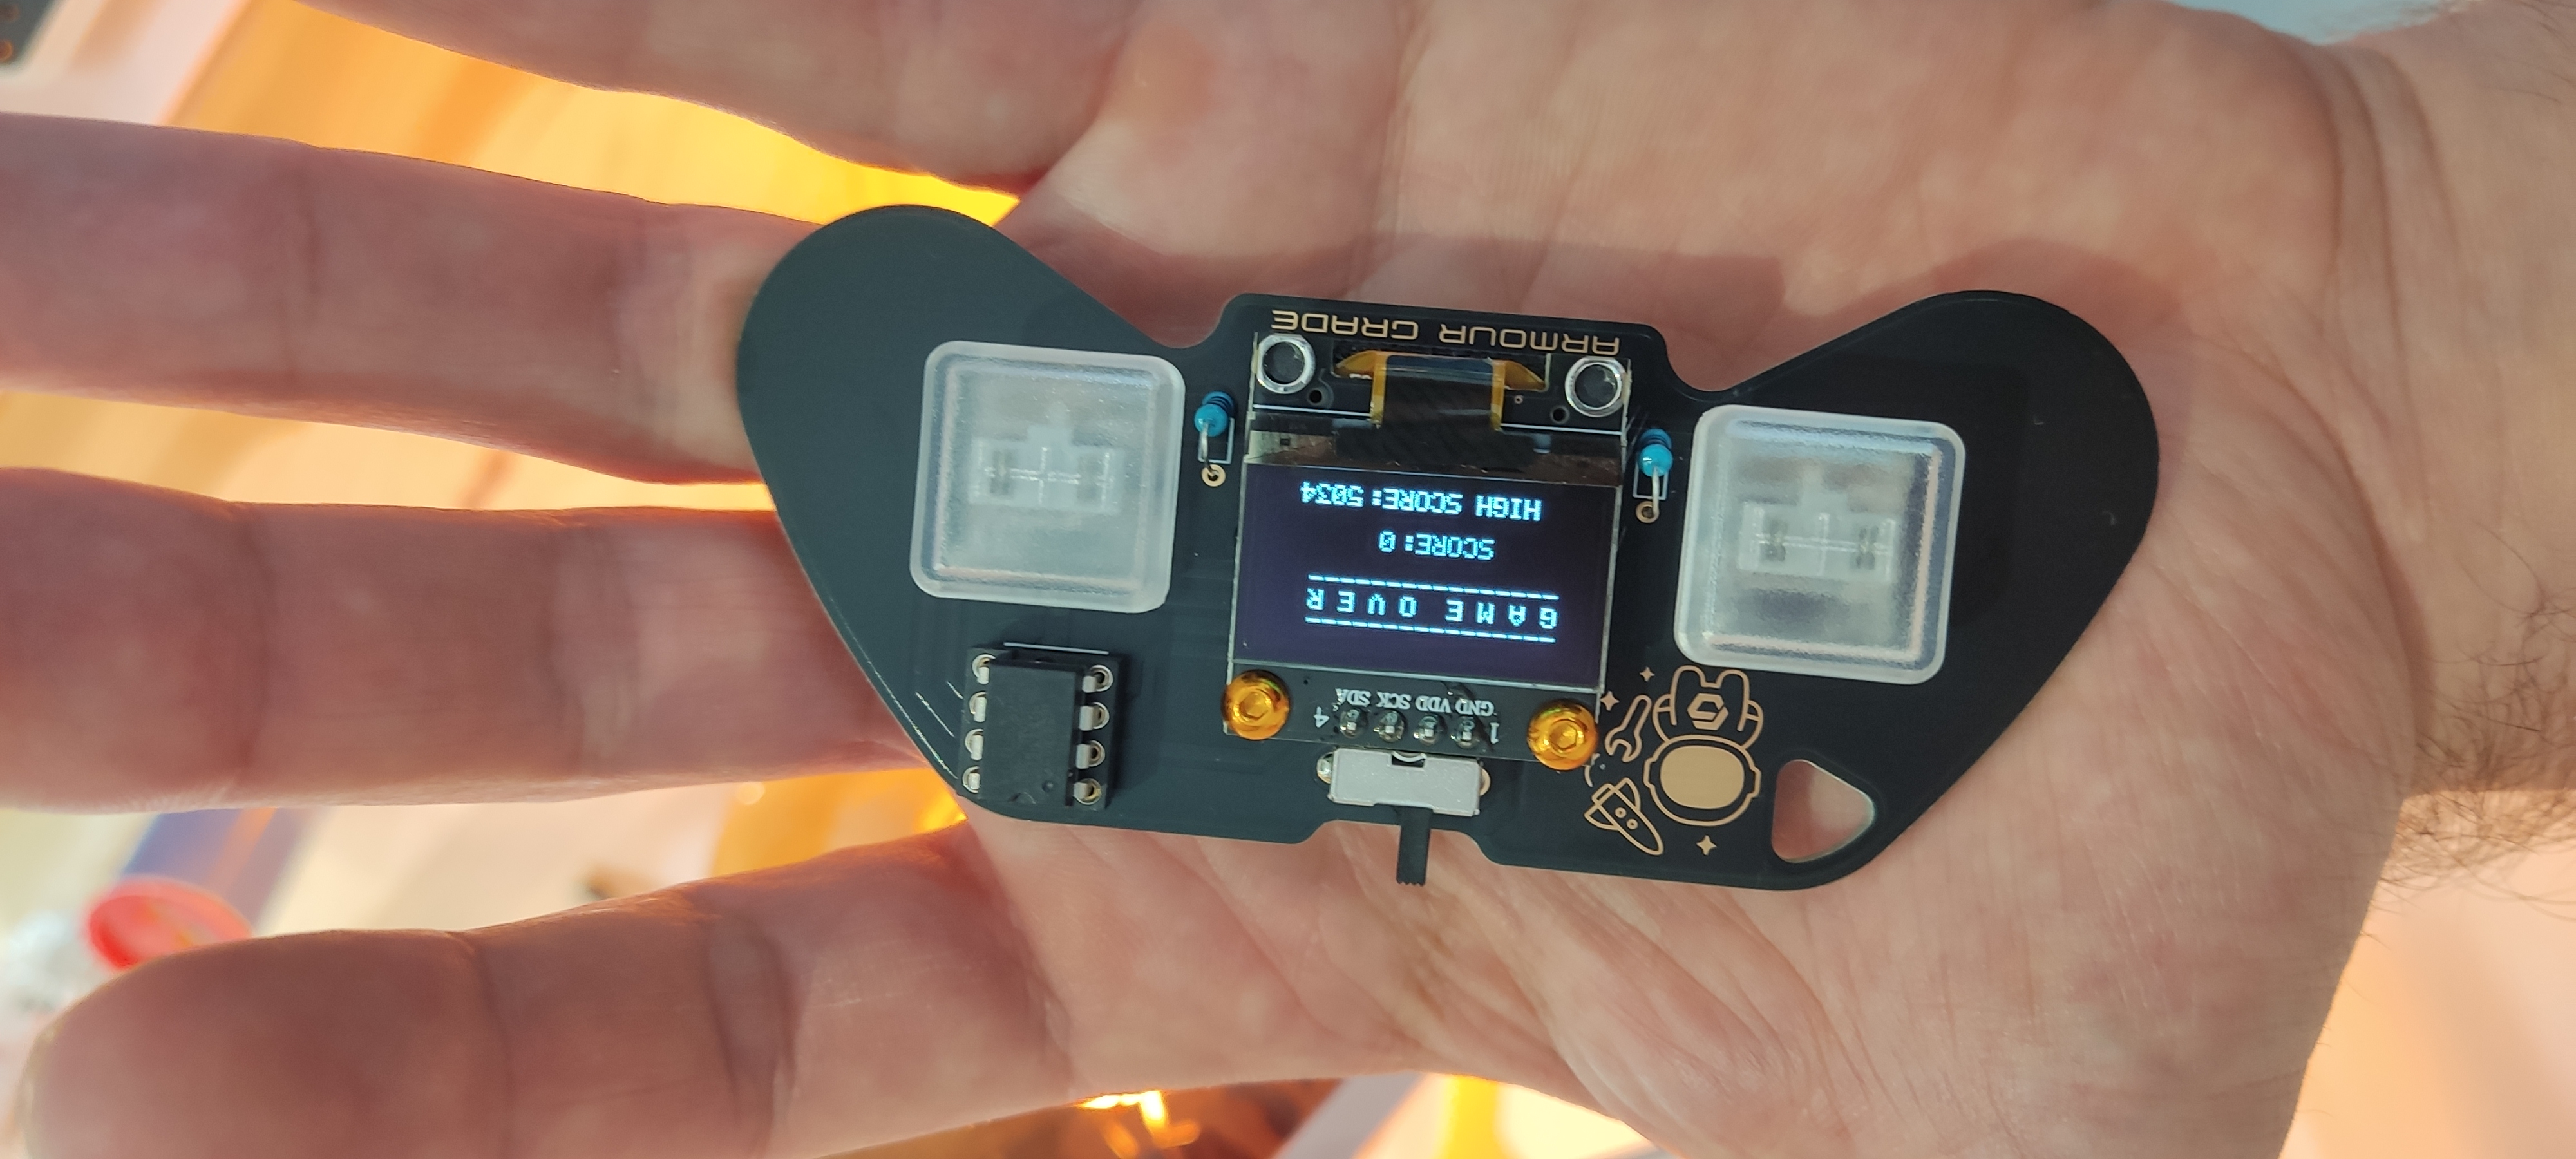 1 4
GND VDD SCK SDA
GAME OVER
SCORE: 0
HIGH SCORE: 5034
ARMOUR GRADE